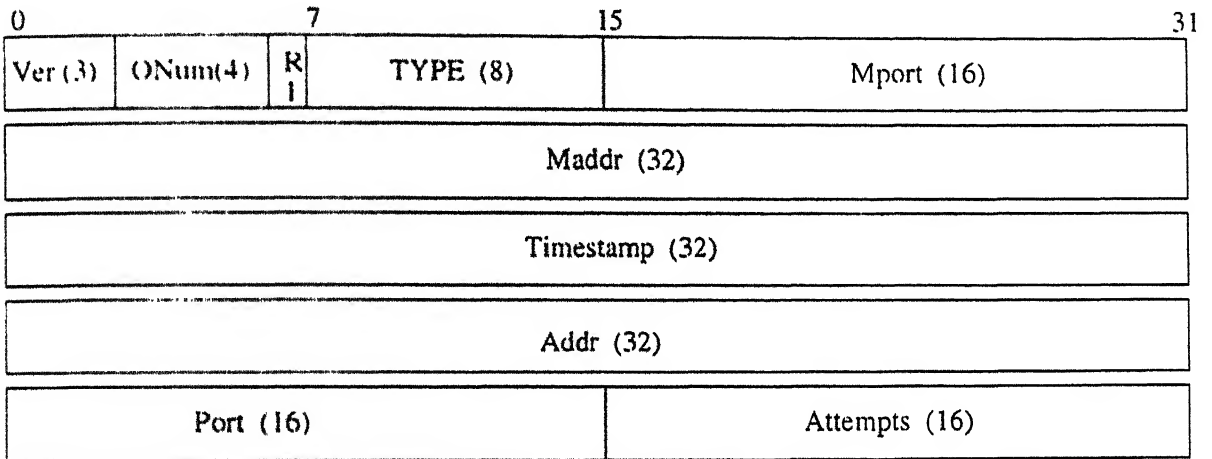 0 7 15 31
Ver (3) ONum(4) R1 TYPE (8) Mport (16)
Maddr (32)
Timestamp (32)
Addr (32)
Port (16) Attempts (16)